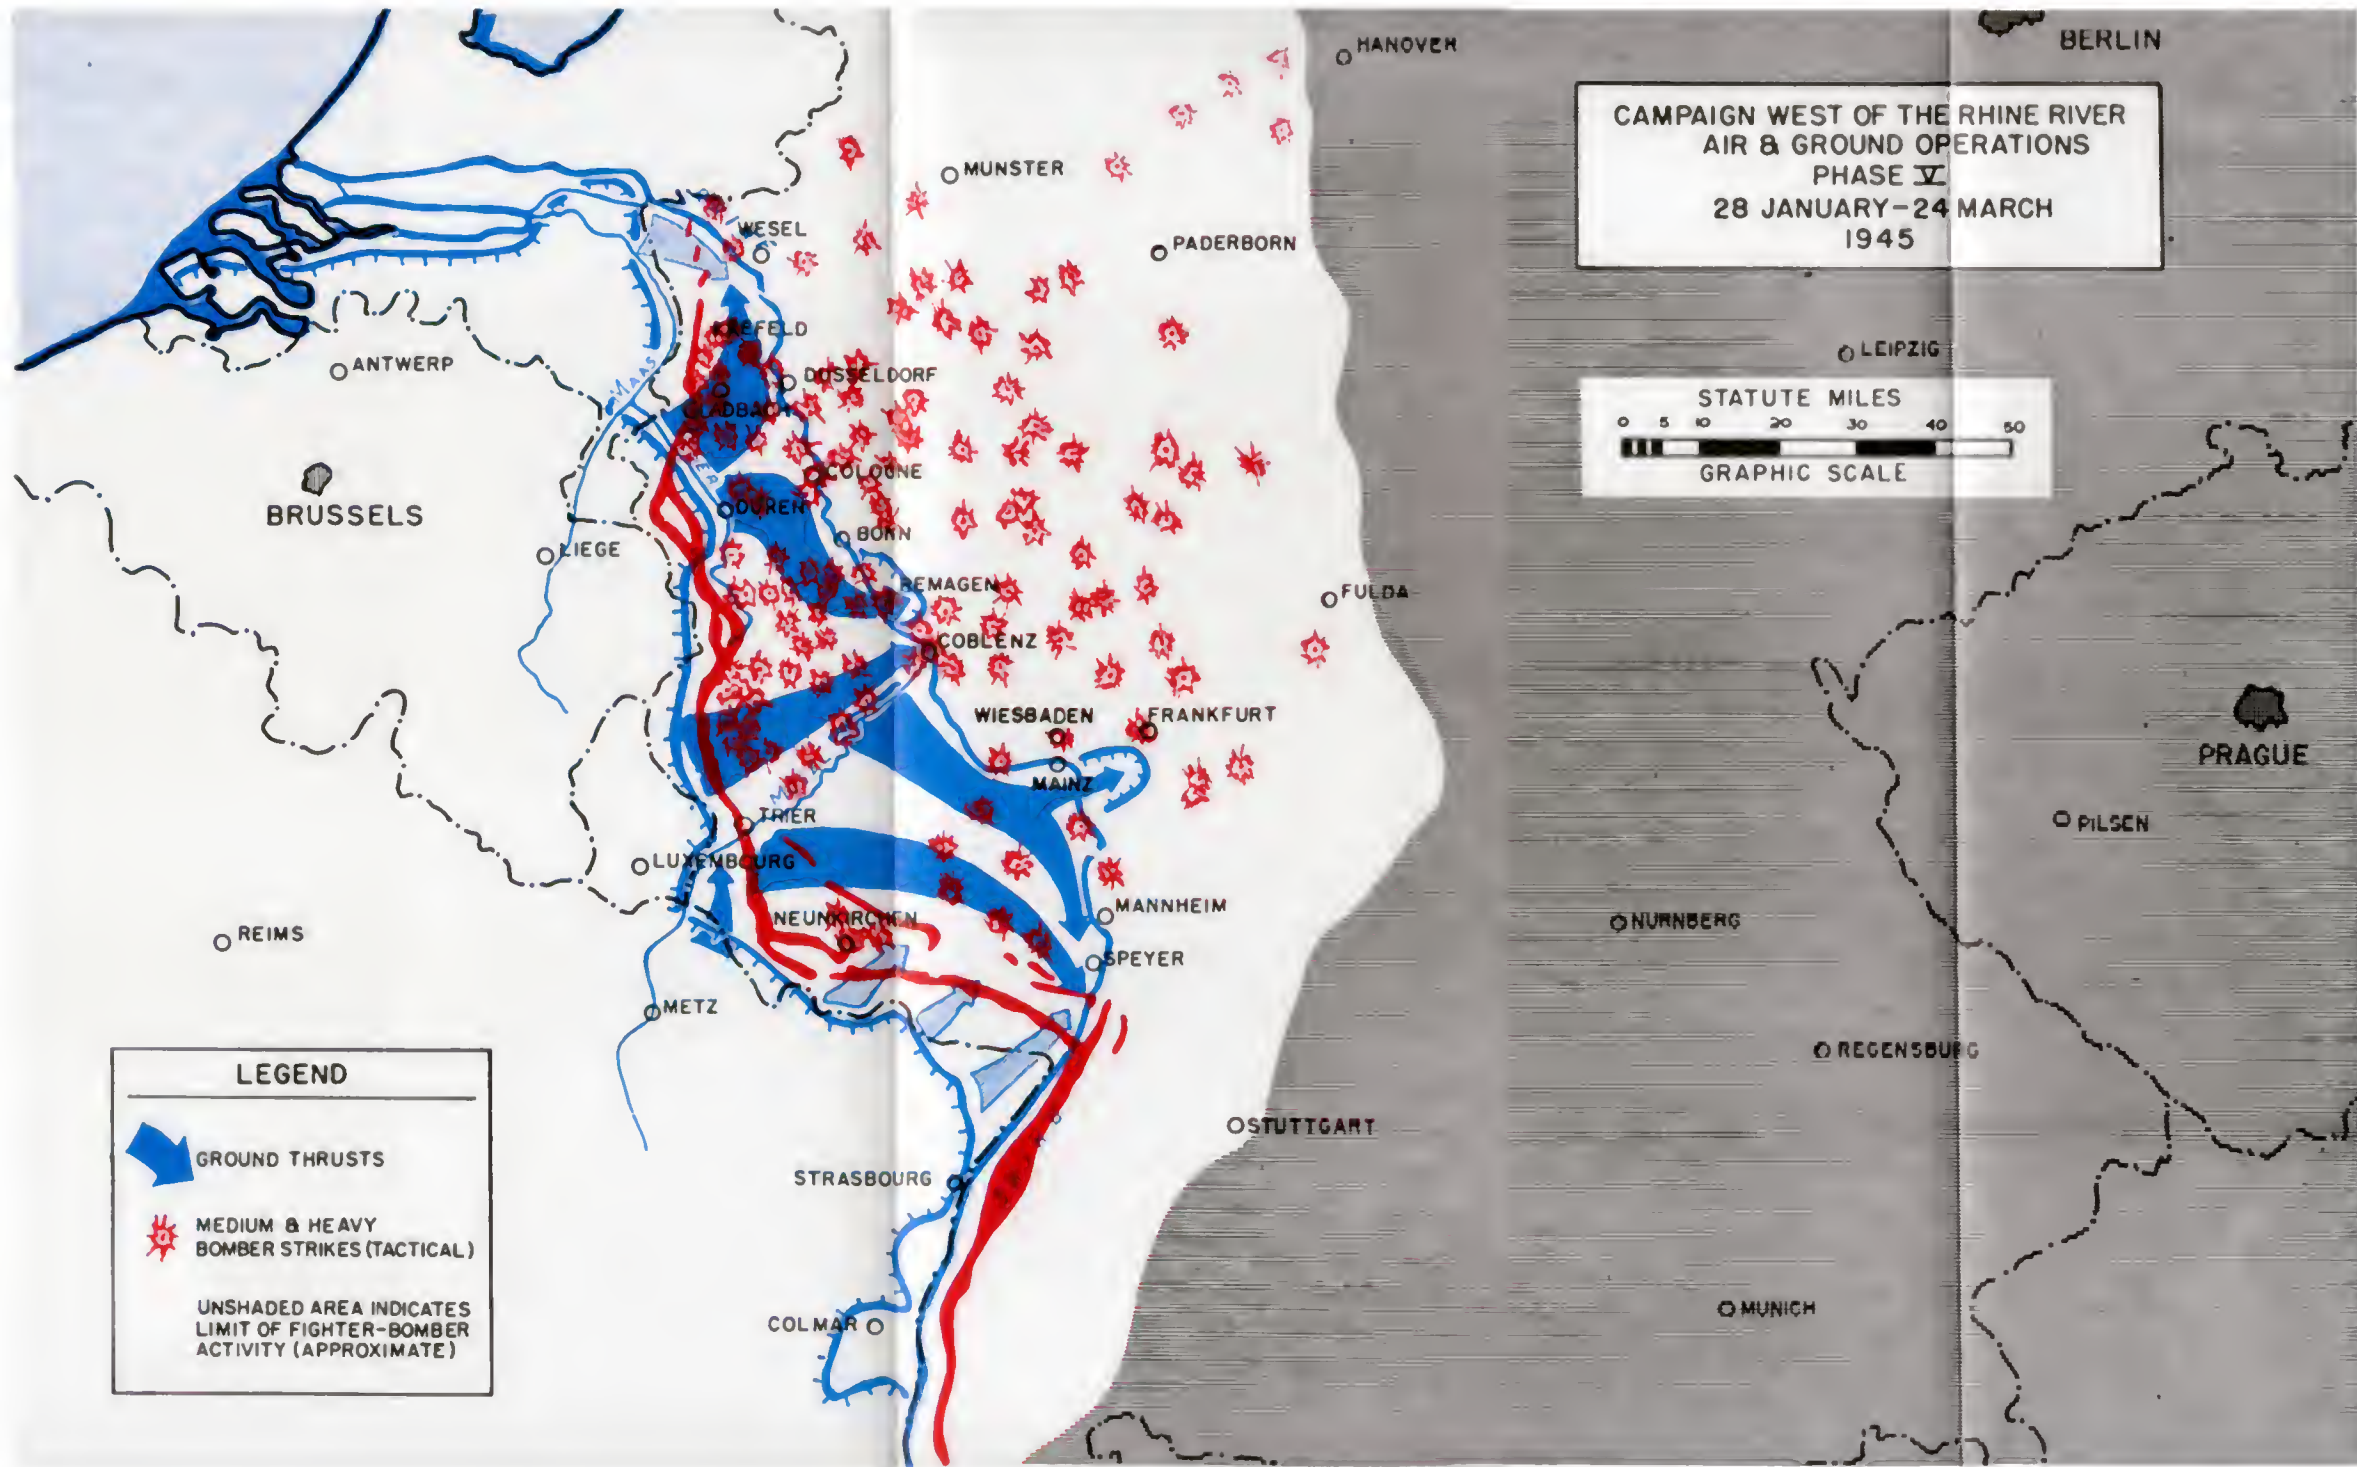 HANOVER
BERLIN
CAMPAIGN WEST OF THE RHINE RIVER
AIR & GROUND OPERATIONS
PHASE V
28 JANUARY-24 MARCH
1945
MUNSTER
WESEL
PADERBORN
KREFELD
LEIPZIG
ANTWERP
MAAS
DUSSELDORF
STATUTE MILES
0 5 10 20 30 40 50
GRAPHIC SCALE
GLADBACH
COLOGNE
BRUSSELS
DUREN
BONN
LIEGE
REMAGEN
FULDA
COBLENZ
WIESBADEN
FRANKFURT
PRAGUE
MAINZ
TRIER
PILSEN
LUXEMBOURG
NEUNKIRCHEN
MANNHEIM
NURNBERG
REIMS
SPEYER
METZ
REGENSBURG
LEGEND
GROUND THRUSTS
MEDIUM & HEAVY
BOMBER STRIKES (TACTICAL)
UNSHADED AREA INDICATES
LIMIT OF FIGHTER-BOMBER
ACTIVITY (APPROXIMATE)
STUTTGART
STRASBOURG
COLMAR
MUNICH